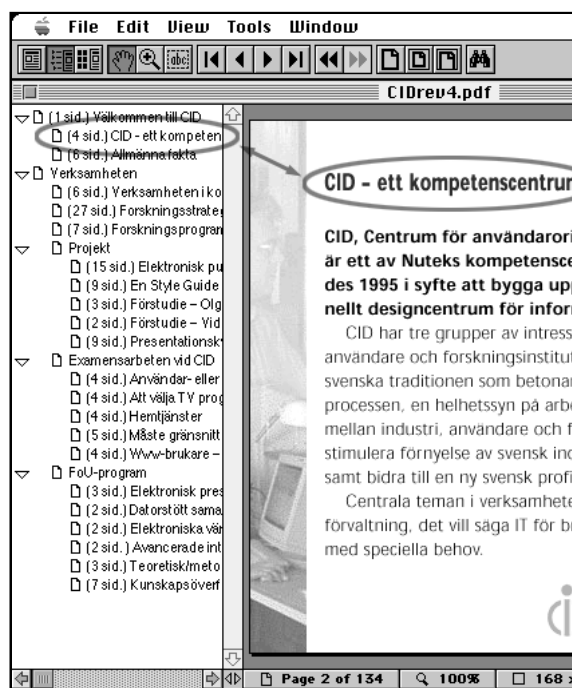 File Edit View Tools Window
abc
CIDrev4.pdf
(1 sid.) Välkommen till CID
(4 sid.) CID - ett kompeten
(6 sid.) Allmänna fakta
Verksamheten
(6 sid.) Verksamheten i ko
(27 sid.) Forskningsstrate
(7 sid.) Forskningsprogran
Projekt
(15 sid.) Elektronisk pu
(9 sid.) En Style Guide
(3 sid.) Förstudie – Olg
(2 sid.) Förstudie – Vid
(9 sid.) Presentationsk
Examensarbeten vid CID
(4 sid.) Användar- eller
(4 sid.) Att välja TV prog
(4 sid.) Hemtjänster
(5 sid.) Måste gränsnitt
(4 sid.) Www-brukare –
FoU-program
(3 sid.) Elektronisk pres
(2 sid.) Datorstött sama
(2 sid.) Elektroniska vär
(2 sid.) Avancerade int
(3 sid.) Teoretisk/meto
(7 sid.) Kunskapsöverf
CID – ett kompetenscentrum
CID, Centrum för användarori
är ett av Nuteks kompetensce
des 1995 i syfte att bygga upp
nellt designcentrum för infor
CID har tre grupper av intress
användare och forskningsinstitut
svenska traditionen som betonar
processen, en helhetssyn på arbe
mellan industri, användare och f
stimulera förnyelse av svensk ind
samt bidra till en ny svensk profi
Centrala teman i verksamhete
förvaltning, det vill säga IT för br
med speciella behov.
ci
Page 2 of 134 100% 168 x